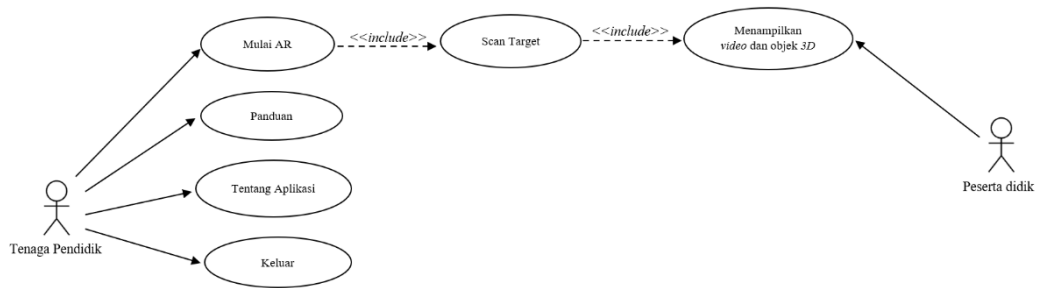 Mulai AR
<<include>>
Scan Target
<<include>>
Menampilkan
video dan objek 3D
Panduan
Tentang Aplikasi
Peserta didik
Tenaga Pendidik
Keluar